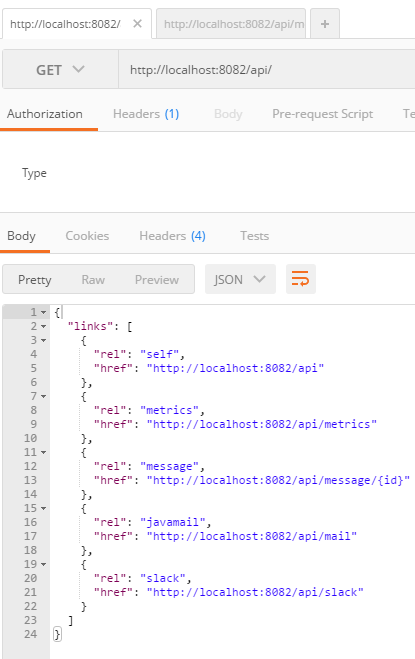 http://localhost:8082/ http://localhost:8082/api/m
GET http://localhost:8082/api/
Authorization Headers (1) Body Pre-request Script Te
Type
Body Cookies Headers (4) Tests
Pretty Raw Preview JSON
1 {
2 "links": [
3 {
4 "rel": "self",
5 "href": "http://localhost:8082/api"
6 },
7 {
8 "rel": "metrics",
9 "href": "http://localhost:8082/api/metrics"
10 },
11 {
12 "rel": "message",
13 "href": "http://localhost:8082/api/message/{id}"
14 },
15 {
16 "rel": "javamail",
17 "href": "http://localhost:8082/api/mail"
18 },
19 {
20 "rel": "slack",
21 "href": "http://localhost:8082/api/slack"
22 }
23 ]
24 }